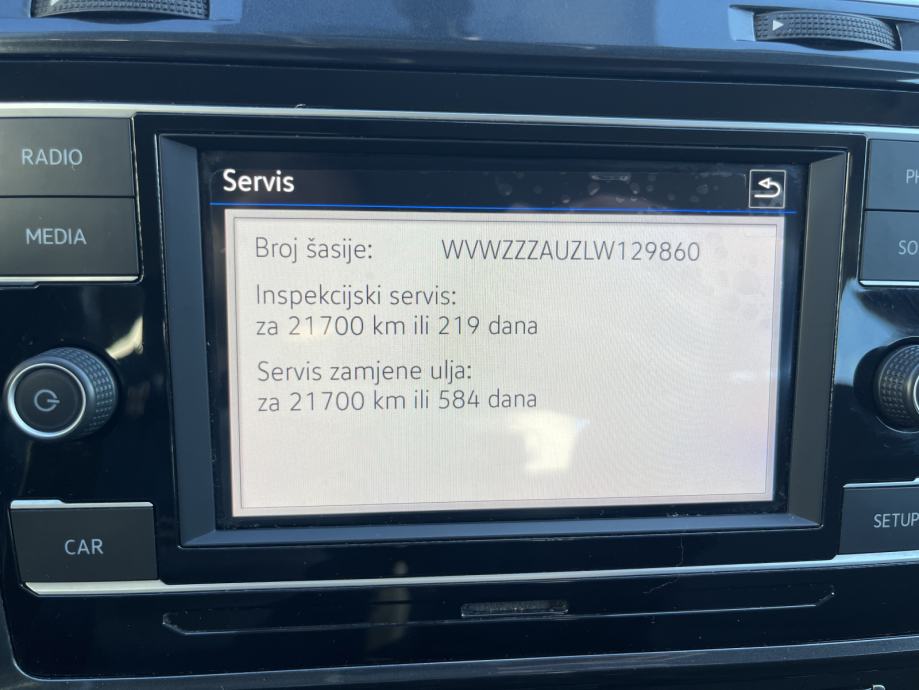 RADIO
MEDIA
Servis
Broj šasije: WVWZZZAUZLW129860
Inspekcijski servis:
za 21700 km ili 219 dana
Servis zamjene ulja:
za 21700 km ili 584 dana
CAR
SETUP